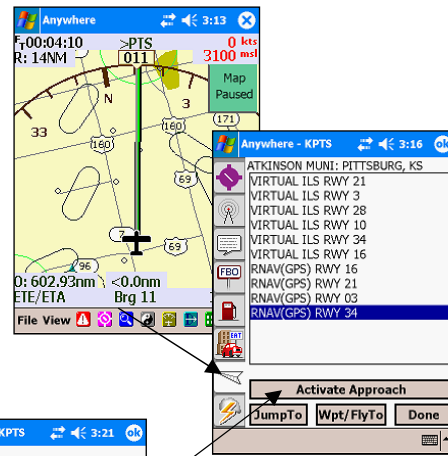 Anywhere 3:13
FT00:04:10 >PTS 0 kts
R: 14NM 011 3100 msl
Map
Paused
N
3
33
160
160
171
69
7
69
96
O: 602.93nm <0.0nm
ETE/ETA Brg 11
File View
Anywhere - KPTS 3:16 ok
ATKINSON MUNI: PITTSBURG, KS
VIRTUAL ILS RWY 21
VIRTUAL ILS RWY 3
VIRTUAL ILS RWY 28
VIRTUAL ILS RWY 10
VIRTUAL ILS RWY 34
VIRTUAL ILS RWY 16
RNAV(GPS) RWY 16
RNAV(GPS) RWY 21
RNAV(GPS) RWY 03
RNAV(GPS) RWY 34
FBO
EAT
Activate Approach
JumpTo Wpt/FlyTo Done
KPTS 3:21 ok